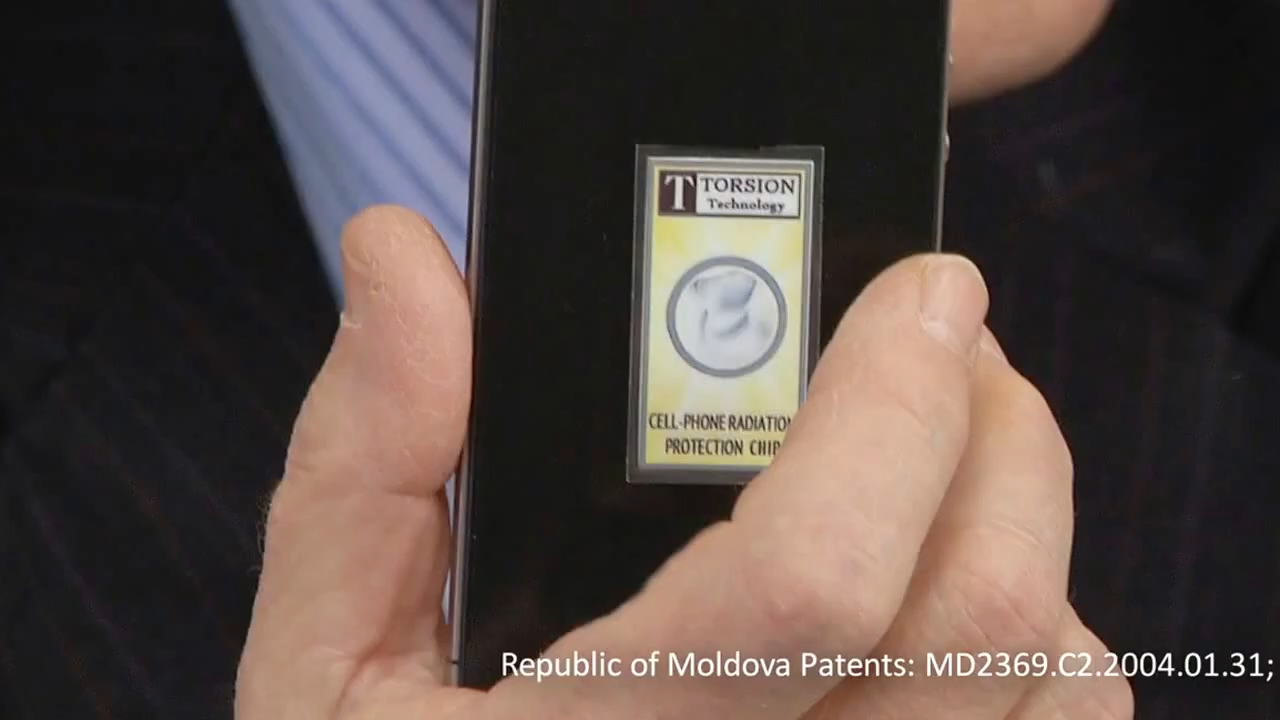 T TORSION
Technology
CELL-PHONE RADIATION
PROTECTION CHIP
Republic of Moldova Patents: MD2369.C2.2004.01.31;